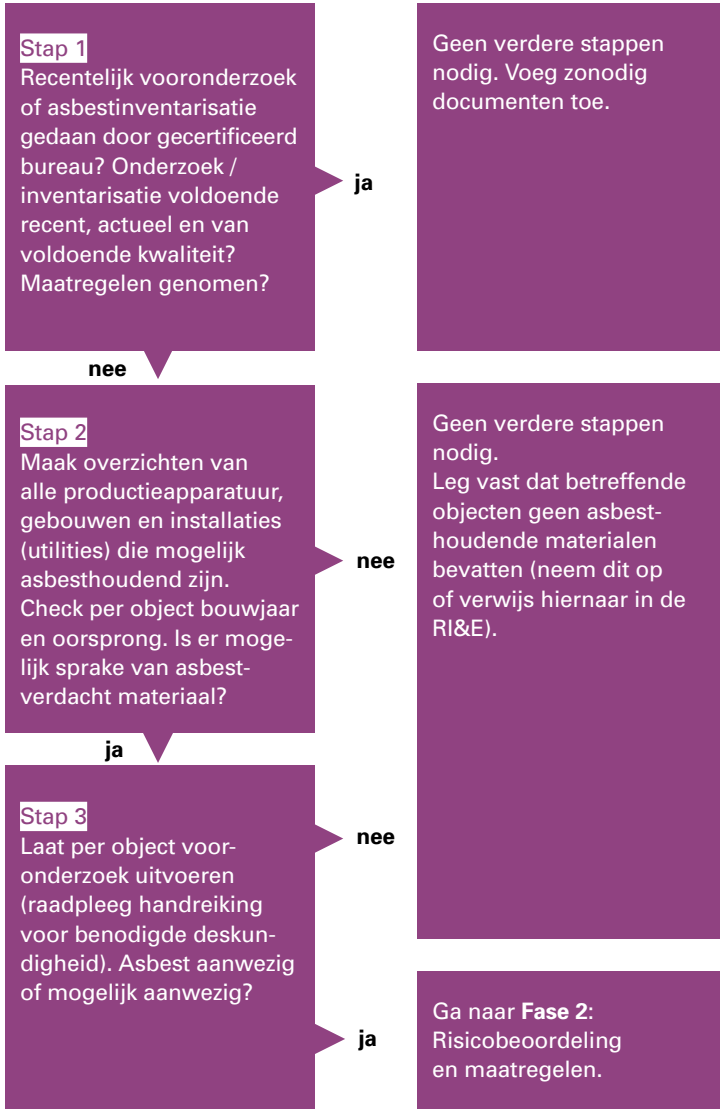 Stap 1
Recentelijk vooronderzoek
of asbestinventarisatie
gedaan door gecertificeerd
bureau? Onderzoek /
inventarisatie voldoende
recent, actueel en van
voldoende kwaliteit?
Maatregelen genomen?
ja
Geen verdere stappen
nodig. Voeg zonodig
documenten toe.
nee
Stap 2
Maak overzichten van
alle productieapparatuur,
gebouwen en installaties
(utilities) die mogelijk
asbesthoudend zijn.
Check per object bouwjaar
en oorsprong. Is er moge-
lijk sprake van asbest-
verdacht materiaal?
nee
Geen verdere stappen
nodig.
Leg vast dat betreffende
objecten geen asbest-
houdende materialen
bevatten (neem dit op
of verwijs hiernaar in de
RI&E).
ja
Stap 3
Laat per object voor-
onderzoek uitvoeren
(raadpleeg handreiking
voor benodigde deskun-
digheid). Asbest aanwezig
of mogelijk aanwezig?
nee
ja
Ga naar Fase 2:
Risicobeoordeling
en maatregelen.